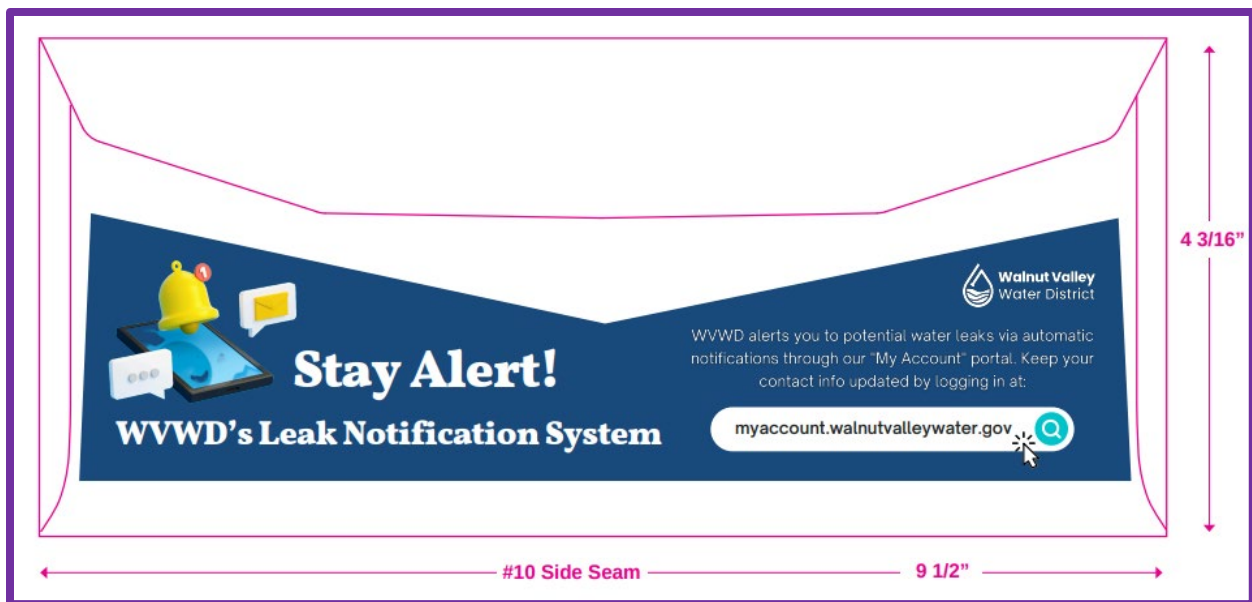 1
Stay Alert!
WVWD’s Leak Notification System
Walnut Valley
Water District
WVWD alerts you to potential water leaks via automatic
notifications through our "My Account" portal. Keep your
contact info updated by logging in at:
myaccount.walnutvalleywater.gov
4 3/16”
#10 Side Seam
9 1/2”